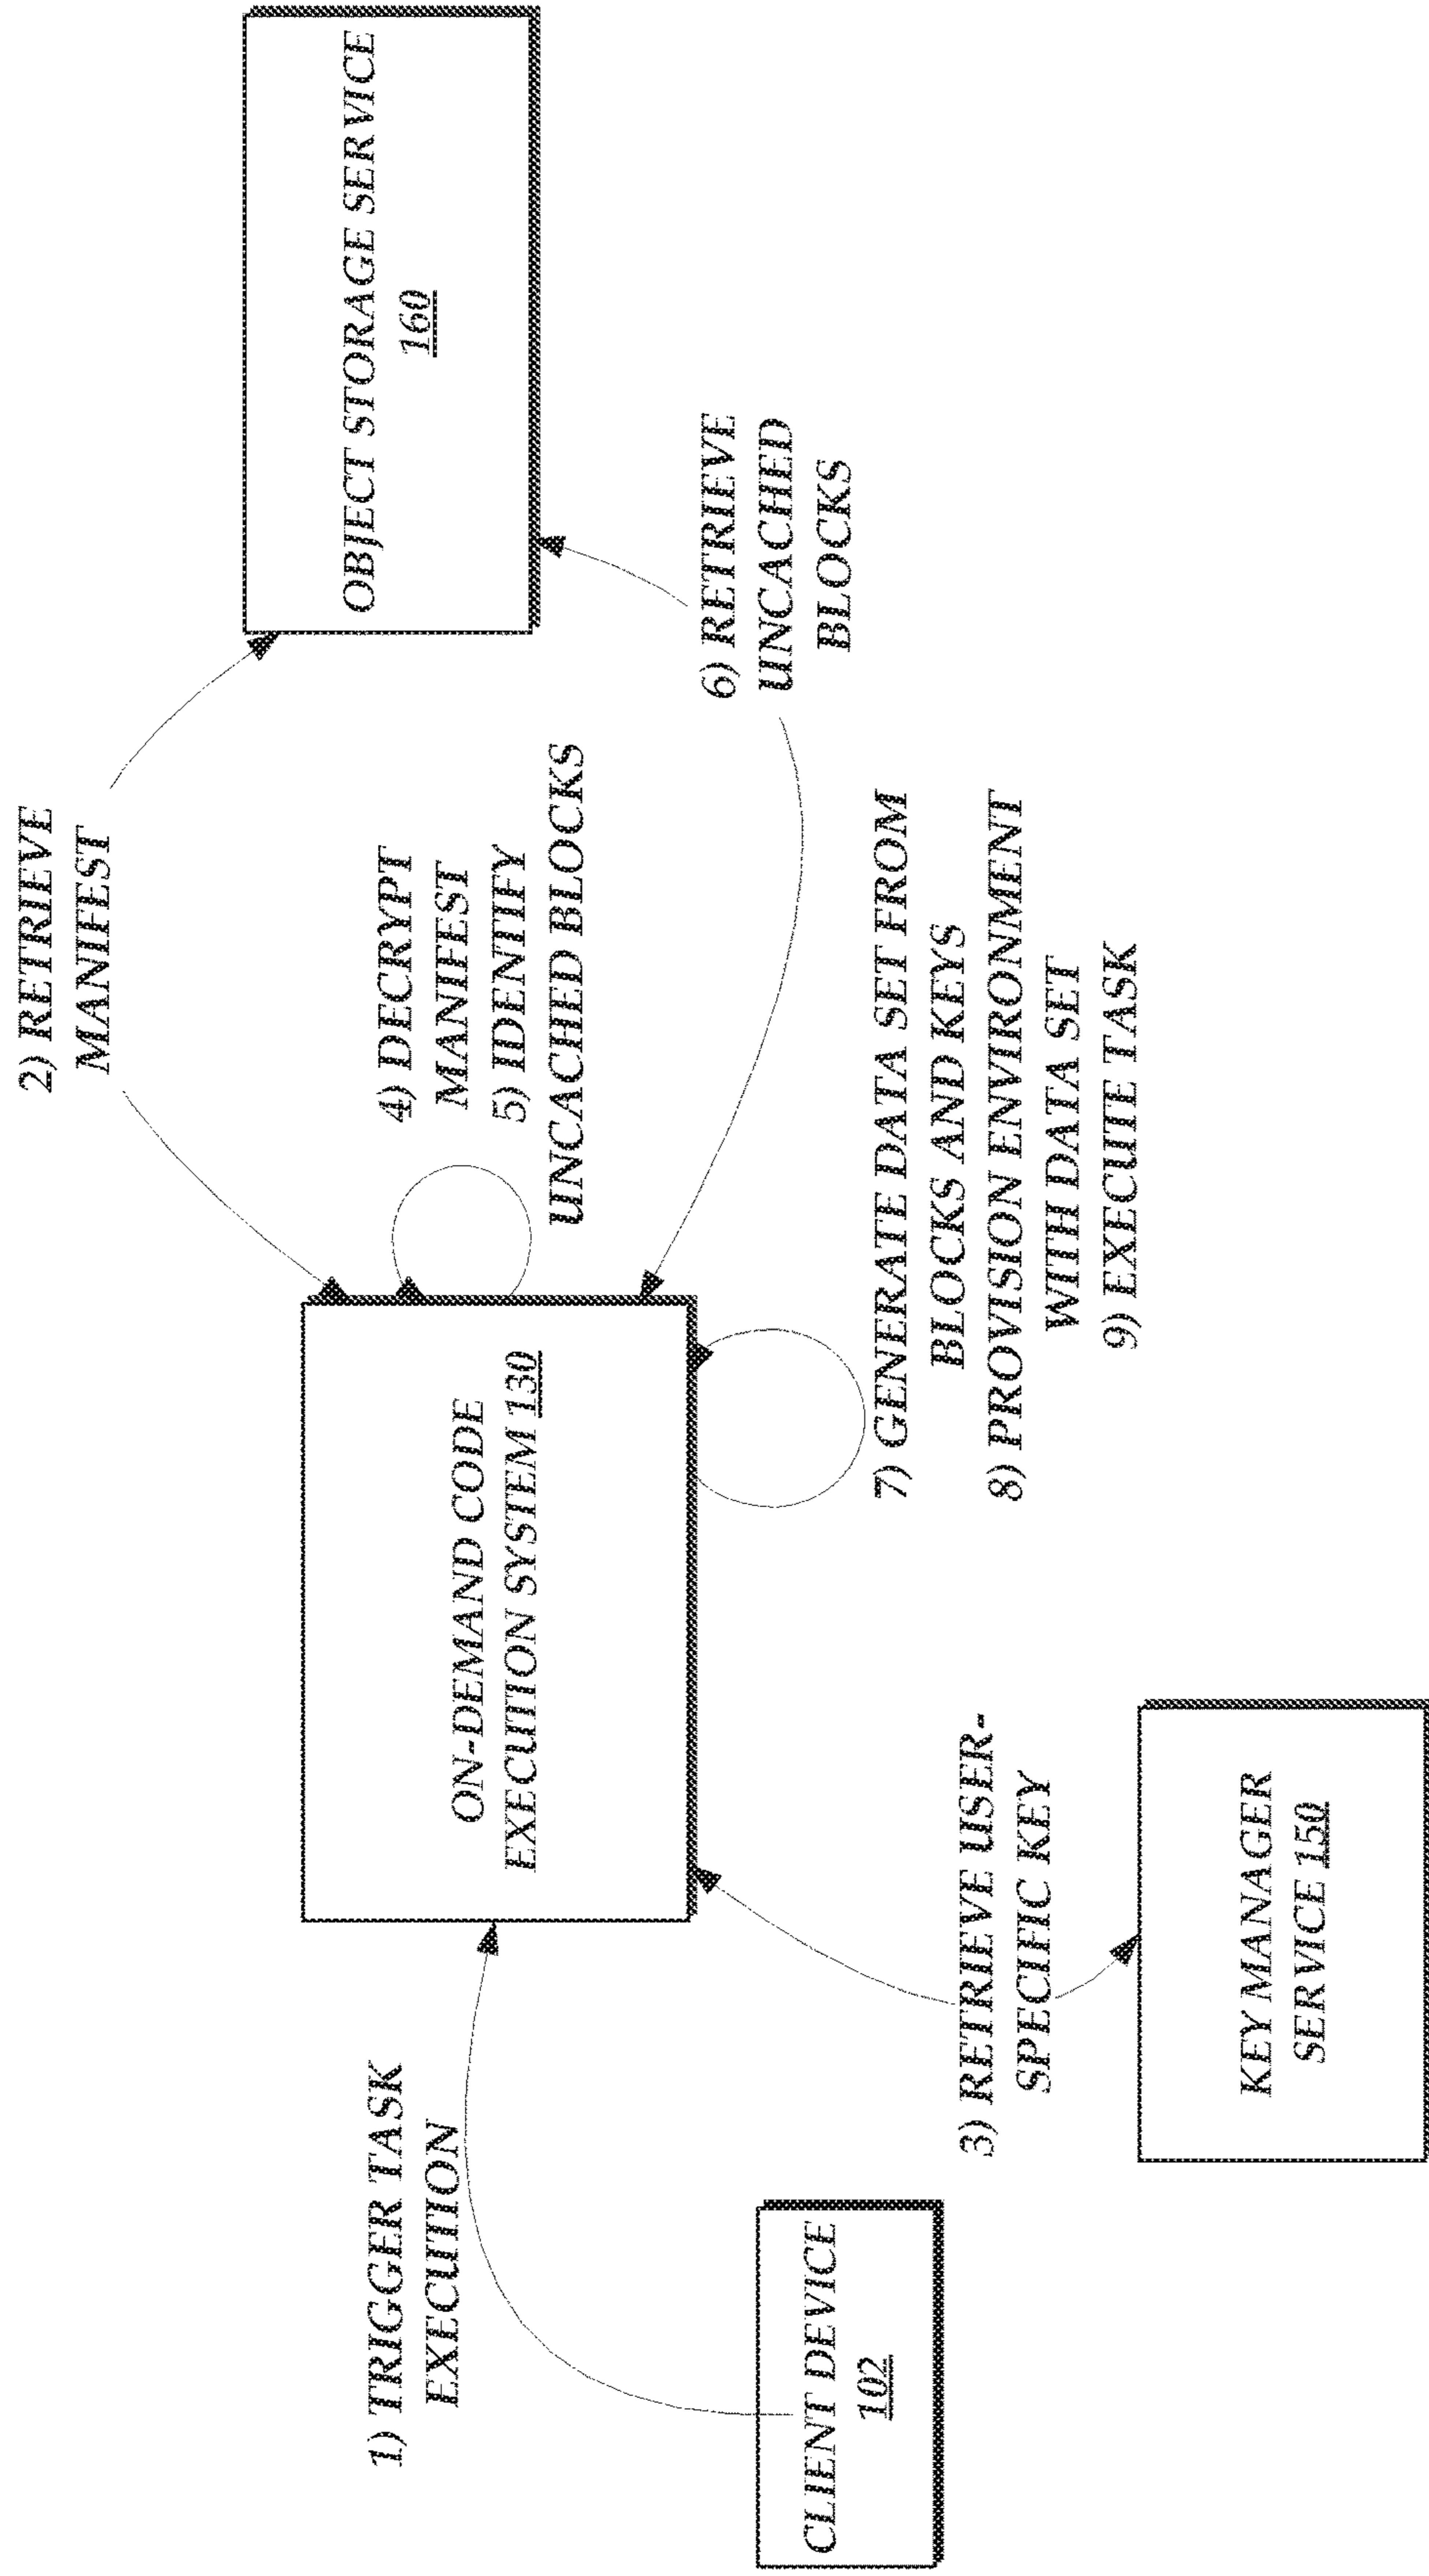 2) RETRIEVE
MANIFEST
OBJECT STORAGE SERVICE
160
1) TRIGGER TASK
EXECUTION
ON-DEMAND CODE
EXECUTION SYSTEM 130
4) DECRYPT
MANIFEST
5) IDENTIFY
UNCACHED BLOCKS
6) RETRIEVE
UNCACHED
BLOCKS
CLIENT DEVICE
102
3) RETRIEVE USER-
SPECIFIC KEY
7) GENERATE DATA SET FROM
BLOCKS AND KEYS
8) PROVISION ENVIRONMENT
WITH DATA SET
9) EXECUTE TASK
KEY MANAGER
SERVICE 150